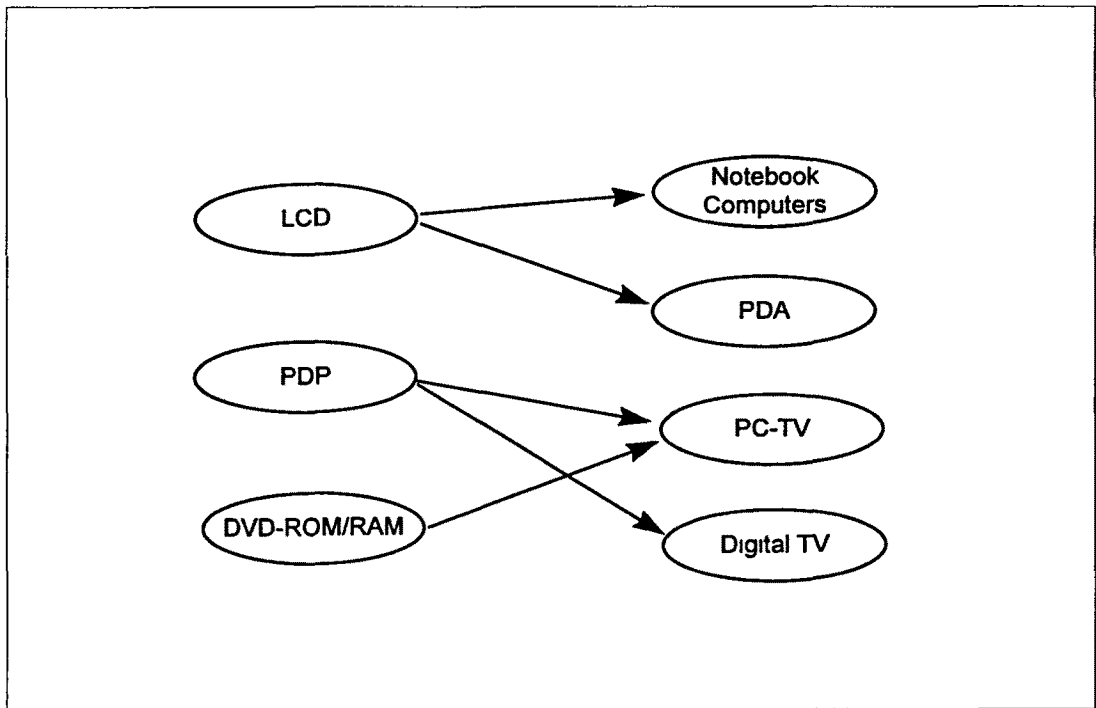 LCD
PDP
DVD-ROM/RAM
Notebook
Computers
PDA
PC-TV
Digital TV